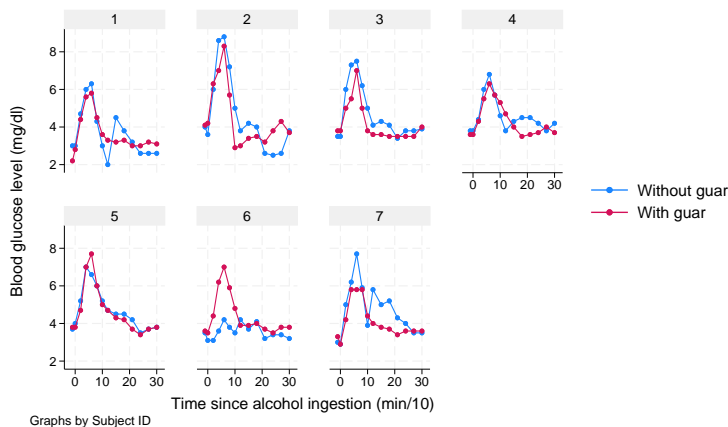 1 2 3 4
8
6
4
2
0 10 20 30
5 6 7
8
6
4
2
0 10 20 30 0 10 20 30 0 10 20 30
Blood glucose level (mg/dl)
Time since alcohol ingestion (min/10)
Without guar
With guar
Graphs by Subject ID